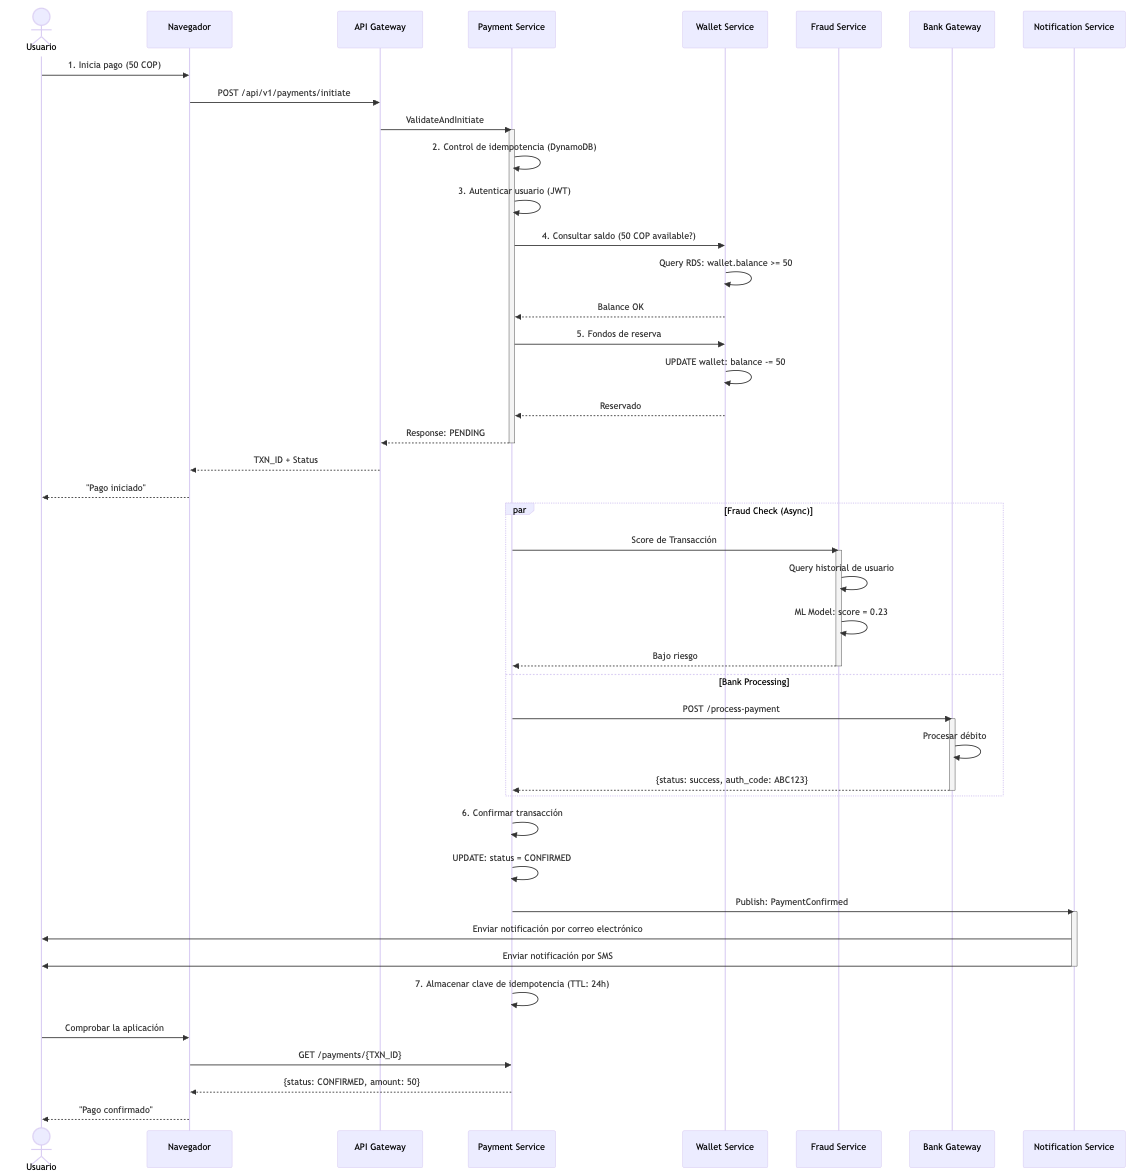 Usuario
Navegador
API Gateway
Payment Service
Wallet Service
Fraud Service
Bank Gateway
Notification Service
1. Inicia pago (50 COP)
POST /api/v1/payments/initiate
ValidateAndInitiate
2. Control de idempotencia (DynamoDB)
3. Autenticar usuario (JWT)
4. Consultar saldo (50 COP available?)
Query RDS: wallet.balance >= 50
Balance OK
5. Fondos de reserva
UPDATE wallet: balance -= 50
Reservado
Response: PENDING
TXN_ID + Status
"Pago iniciado"
par
[Fraud Check (Async)]
Score de Transacción
Query historial de usuario
ML Model: score = 0.23
Bajo riesgo
[Bank Processing]
POST /process-payment
Procesar débito
{status: success, auth_code: ABC123}
6. Confirmar transacción
UPDATE: status = CONFIRMED
Publish: PaymentConfirmed
Enviar notificación por correo electrónico
Enviar notificación por SMS
7. Almacenar clave de idempotencia (TTL: 24h)
Comprobar la aplicación
GET /payments/{TXN_ID}
{status: CONFIRMED, amount: 50}
"Pago confirmado"
Usuario
Navegador
API Gateway
Payment Service
Wallet Service
Fraud Service
Bank Gateway
Notification Service